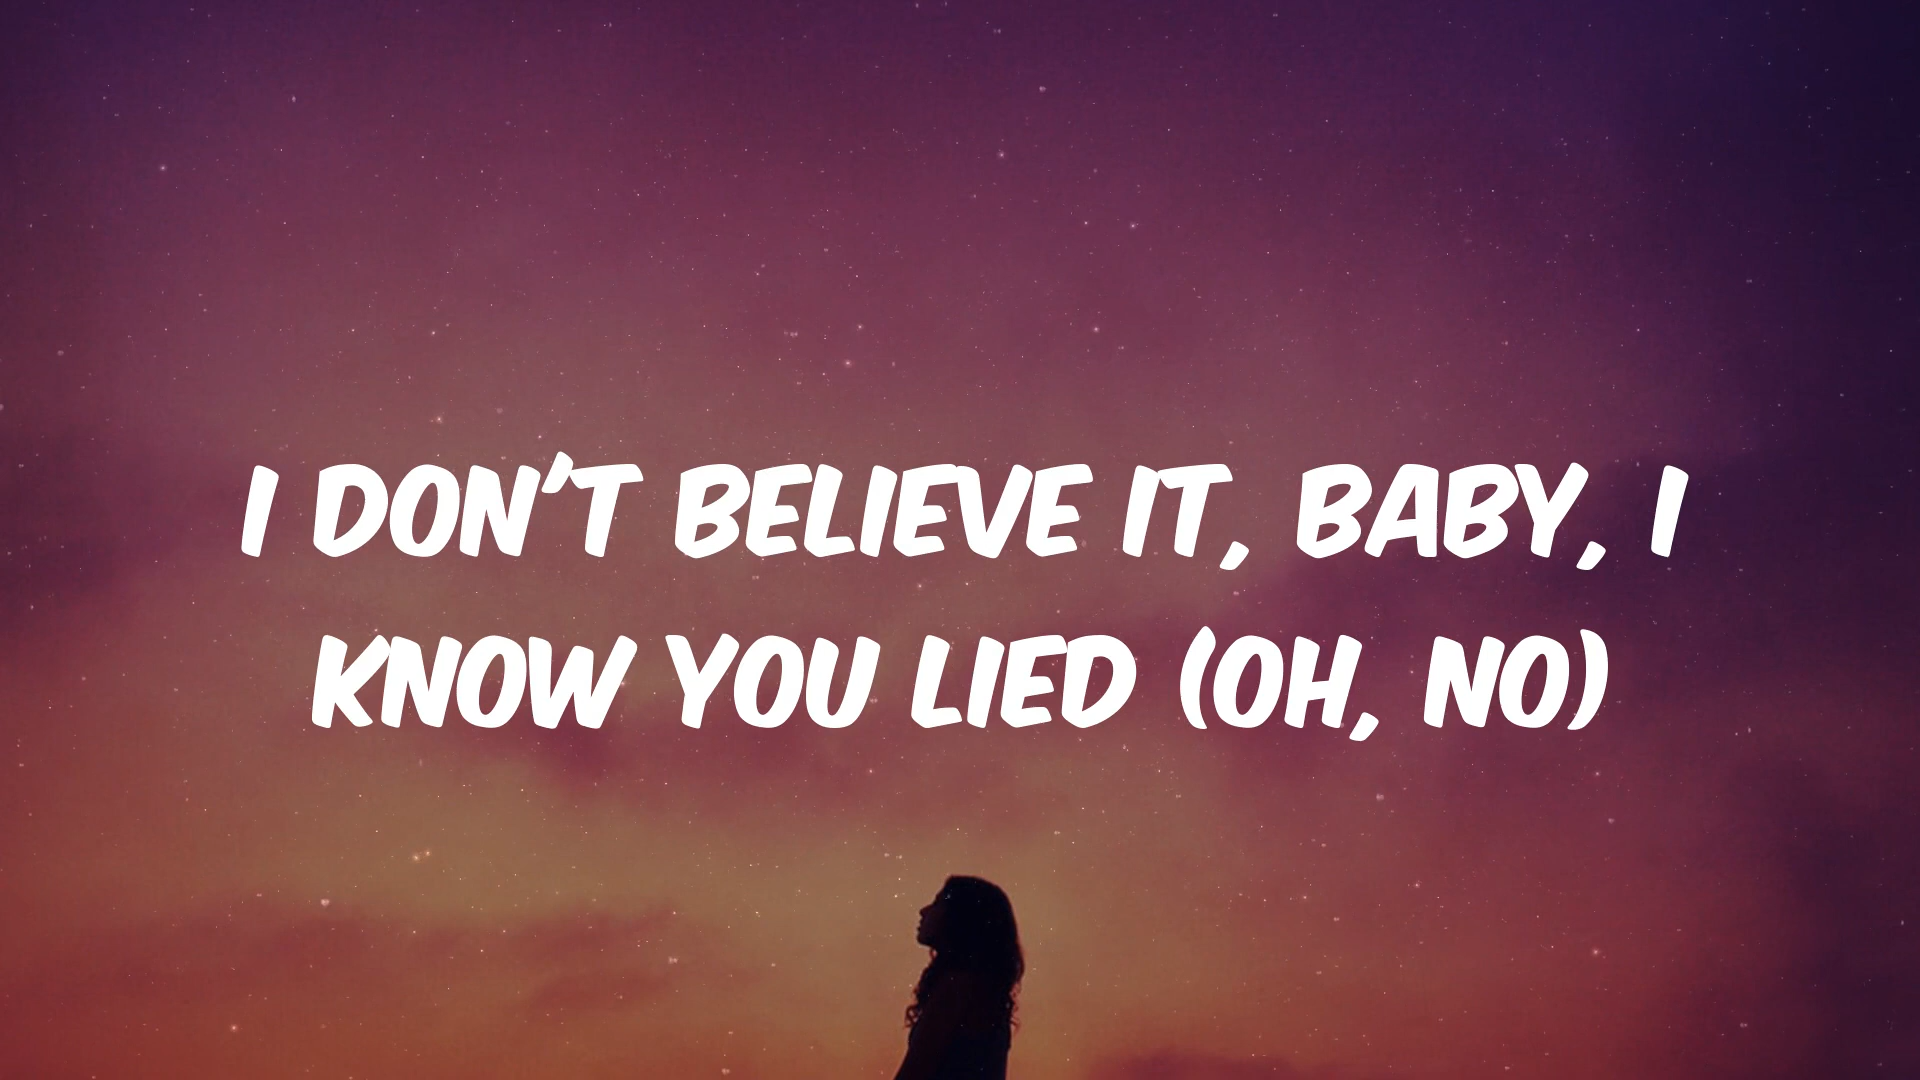 I DON'T BELIEVE IT, BABY, I
KNOW YOU LIED (OH, NO)